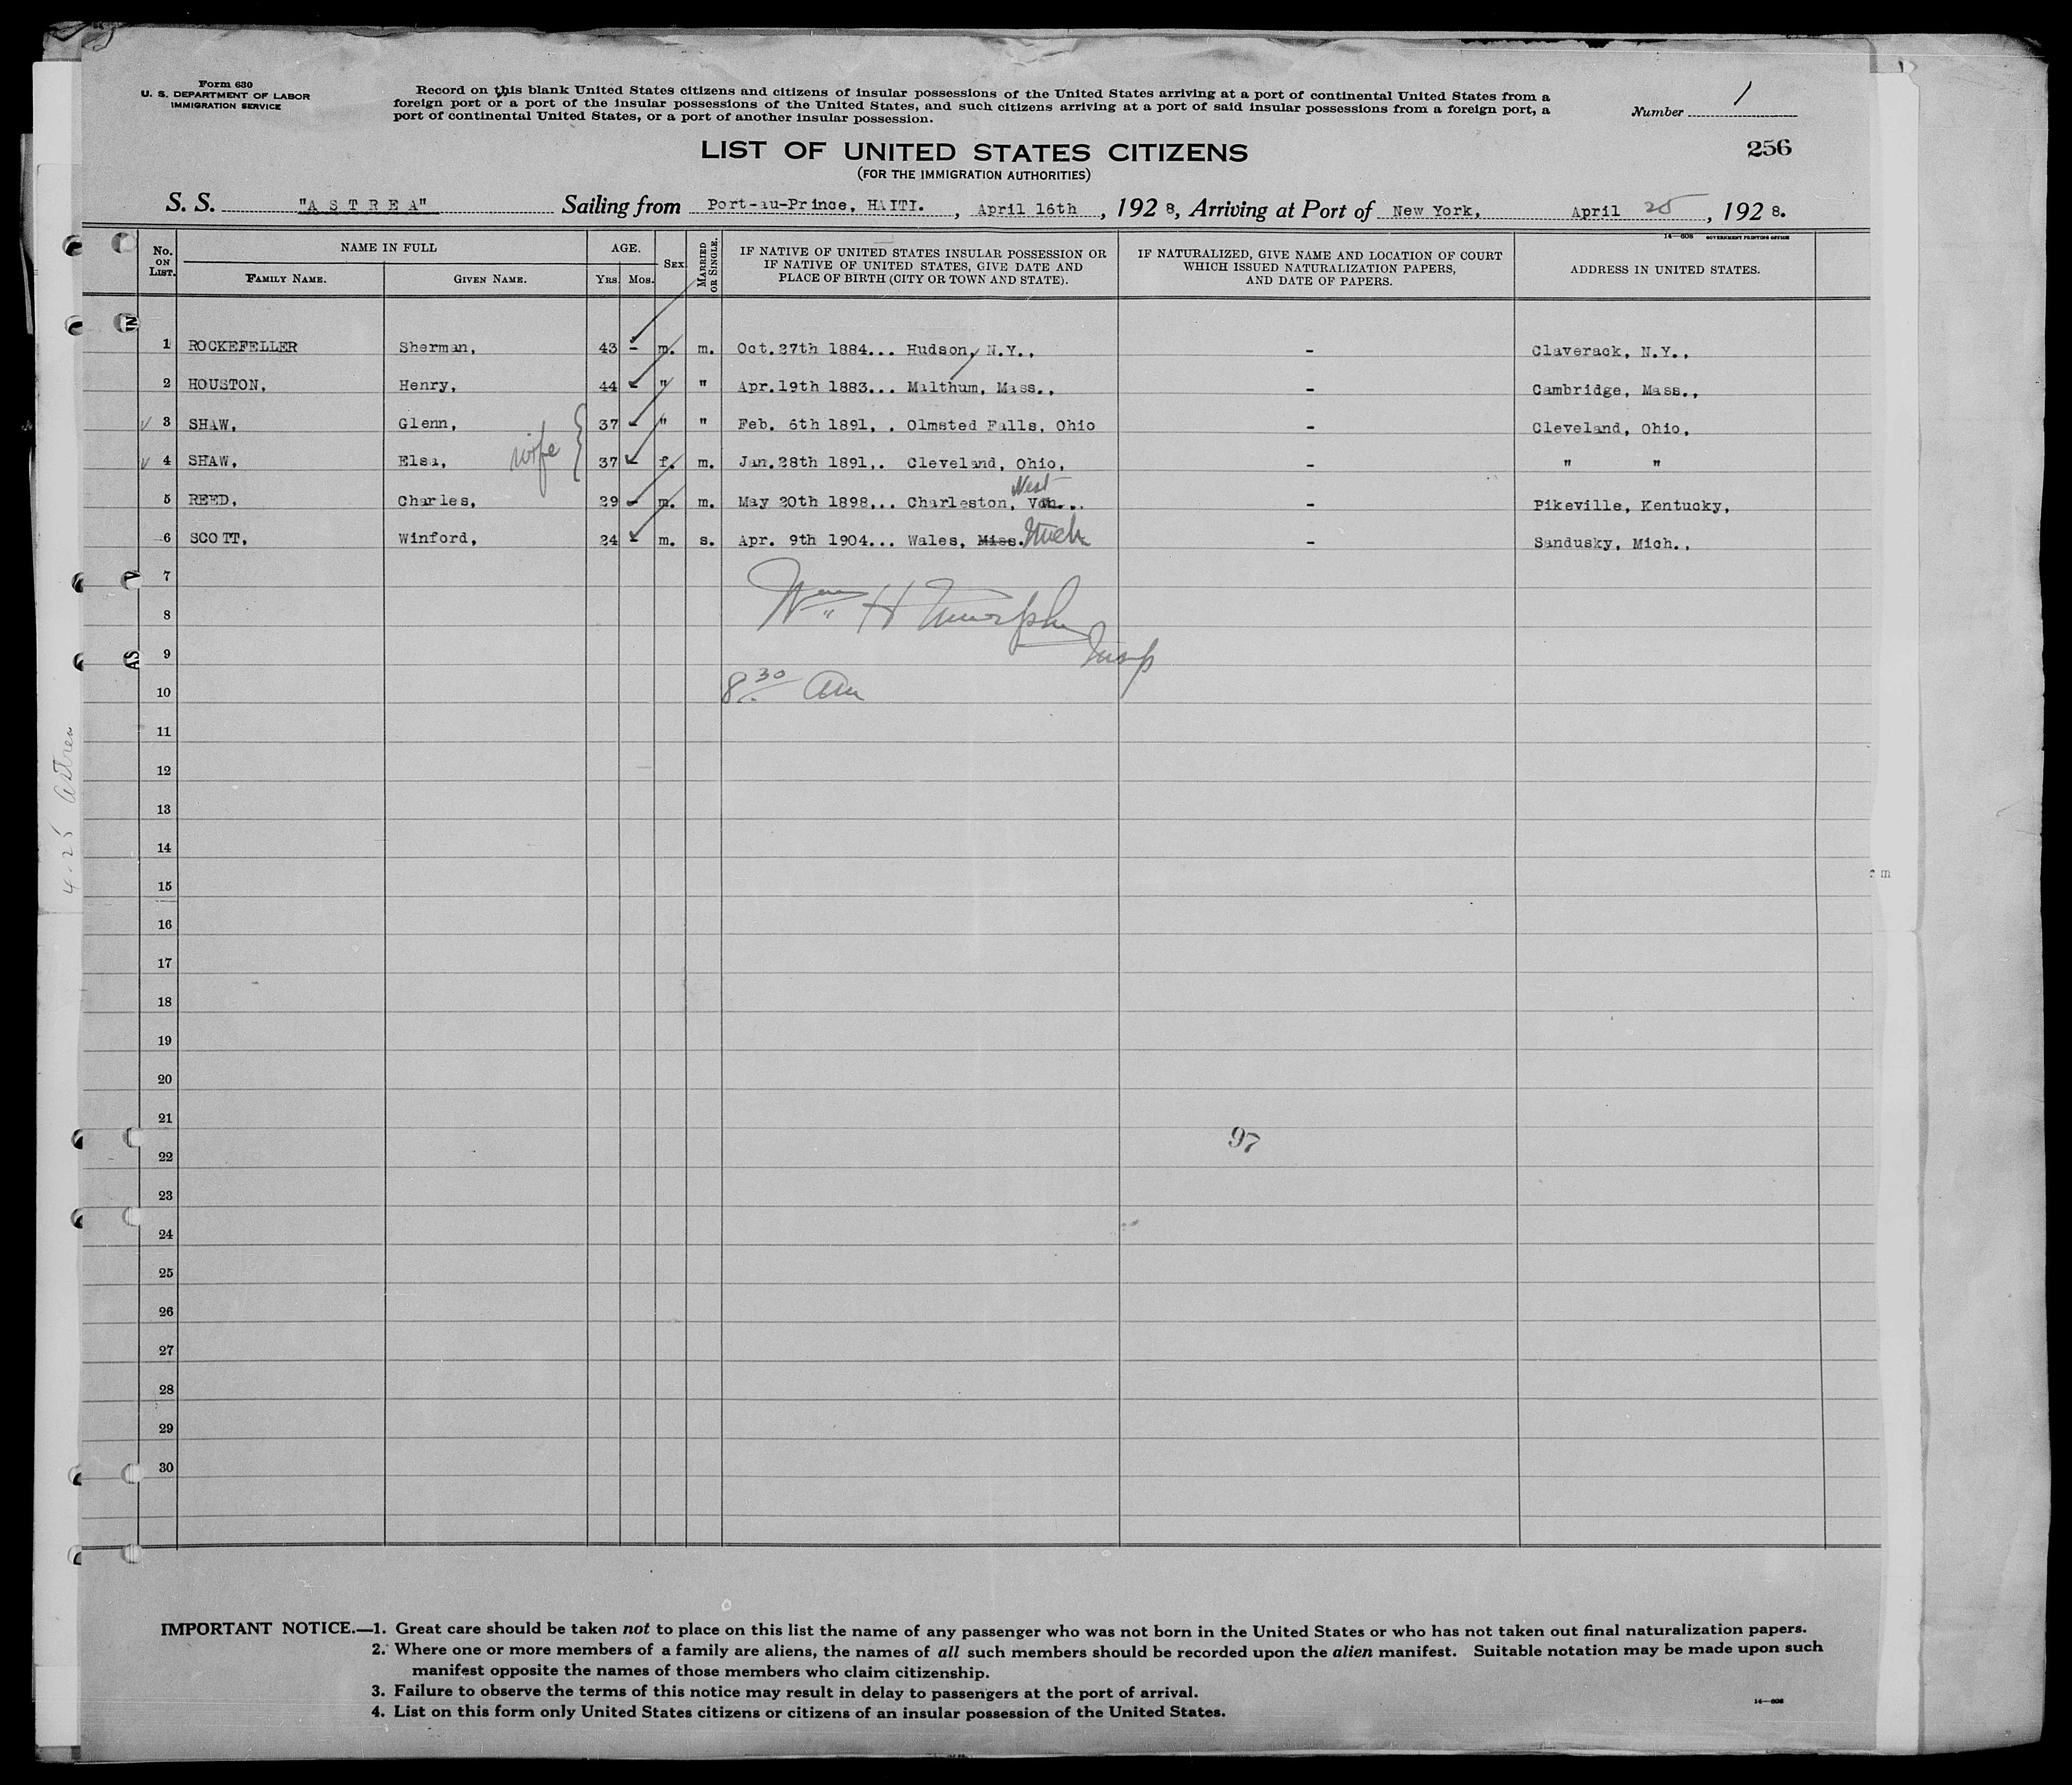 Form 630
U. S. DEPARTMENT OF LABOR
IMMIGRATION SERVICE
Record on this blank United States citizens and citizens of insular possessions of the United States arriving at a port of continental United States from a
foreign port or a port of the insular possessions of the United States, and such citizens arriving at a port of said insular possessions from a foreign port, a
port of continental United States, or a port of another insular possession.
Number 1
256
LIST OF UNITED STATES CITIZENS
(FOR THE IMMIGRATION AUTHORITIES)
S. S. "A S T R E A" Sailing from Port-au-Prince, HAITI. , April 16th , 192 8, Arriving at Port of New York, April 25 , 192 8.
14—608 GOVERNMENT PRINTING OFFICE
No. ON LIST. NAME IN FULL FAMILY NAME. GIVEN NAME. AGE. YRS. MOS. SEX. MARRIED OR SINGLE. IF NATIVE OF UNITED STATES INSULAR POSSESSION OR IF NATIVE OF UNITED STATES, GIVE DATE AND PLACE OF BIRTH (CITY OR TOWN AND STATE). IF NATURALIZED, GIVE NAME AND LOCATION OF COURT WHICH ISSUED NATURALIZATION PAPERS, AND DATE OF PAPERS. ADDRESS IN UNITED STATES.
1 ROCKEFELLER Sherman, 43 - m. m. Oct. 27th 1884... Hudson, N.Y., - Claverack, N.Y.,
2 HOUSTON, Henry, 44 - " " Apr. 19th 1883... Malthum, Mass., - Cambridge, Mass.,
3 SHAW, Glenn, 37 - " " Feb. 6th 1891, . Olmsted Falls, Ohio - Cleveland, Ohio,
4 SHAW, Elsa, wife 37 - f. m. Jan. 28th 1891,. Cleveland, Ohio, - " "
5 REED, Charles, 29 - m. m. May 20th 1898... Charleston, West - Pikeville, Kentucky,
6 SCOTT, Winford, 24 - m. s. Apr. 9th 1904... Wales, Miss. Mich - Sandusky, Mich.,
7
Wm H Murphy
8
9 Insp
10 8 30 am
11
12
13
14
15
16
17
18
19
20
21
97
22
23
24
25
26
27
28
29
30
4-25 Astrea
IMPORTANT NOTICE.—1. Great care should be taken not to place on this list the name of any passenger who was not born in the United States or who has not taken out final naturalization papers.
2. Where one or more members of a family are aliens, the names of all such members should be recorded upon the alien manifest. Suitable notation may be made upon such
manifest opposite the names of those members who claim citizenship.
3. Failure to observe the terms of this notice may result in delay to passengers at the port of arrival.
4. List on this form only United States citizens or citizens of an insular possession of the United States.
14—608